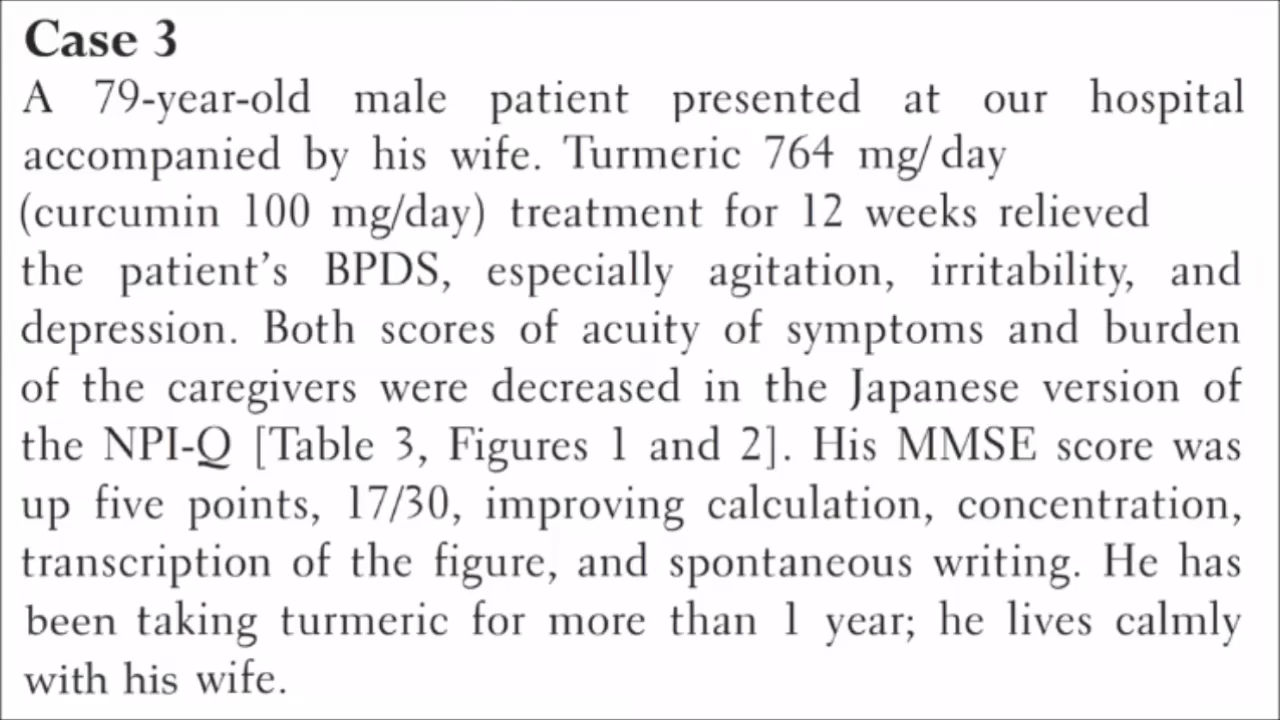 Case 3
A 79-year-old male patient presented at our hospital
accompanied by his wife. Turmeric 764 mg/ day
(curcumin 100 mg/day) treatment for 12 weeks relieved
the patient’s BPDS, especially agitation, irritability, and
depression. Both scores of acuity of symptoms and burden
of the caregivers were decreased in the Japanese version of
the NPI-Q [Table 3, Figures 1 and 2]. His MMSE score was
up five points, 17/30, improving calculation, concentration,
transcription of the figure, and spontaneous writing. He has
been taking turmeric for more than 1 year; he lives calmly
with his wife.